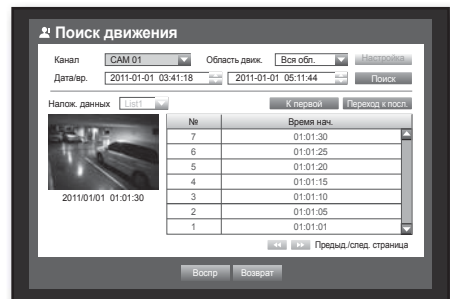 Поиск движения
Канал CAM 01 Область движ. Вся обл. Настройка
Дата/вр. 2011-01-01 03:41:18 2011-01-01 05:11:44 Поиск
Налож. данных List1 К первой Переход к посл.
№ Время нач.
7 01:01:30
6 01:01:25
5 01:01:20
4 01:01:15
3 01:01:10
2 01:01:05
1 01:01:01
2011/01/01 01:01:30
Предыд./след. страница
Воспр Возврат